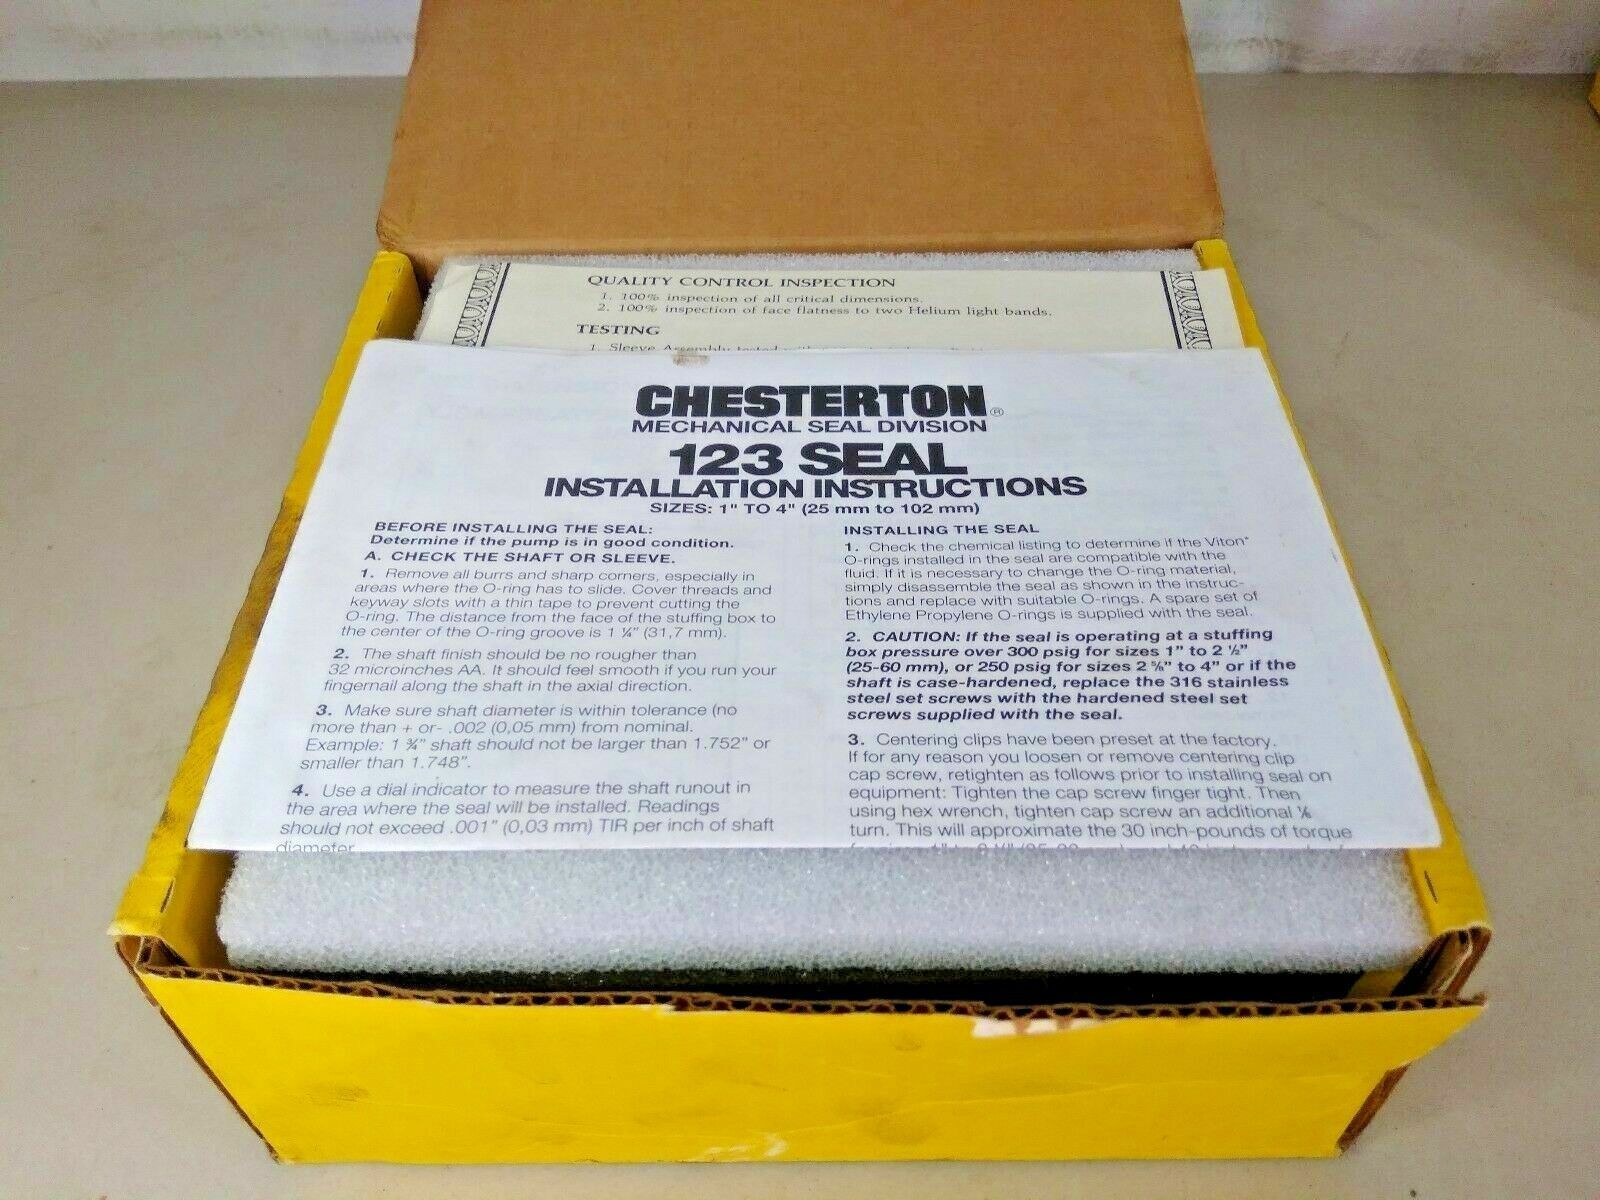 QUALITY CONTROL INSPECTION
1. 100% inspection of all critical dimensions.
2. 100% inspection of face flatness to two Helium light bands.
TESTING
1. Sleeve Assembly tested
CHESTERTON®
MECHANICAL SEAL DIVISION
123 SEAL
INSTALLATION INSTRUCTIONS
SIZES: 1" TO 4" (25 mm to 102 mm)
BEFORE INSTALLING THE SEAL:
Determine if the pump is in good condition.
A. CHECK THE SHAFT OR SLEEVE.
1. Remove all burrs and sharp corners, especially in
areas where the O-ring has to slide. Cover threads and
keyway slots with a thin tape to prevent cutting the
O-ring. The distance from the face of the stuffing box to
the center of the O-ring groove is 1 ¼" (31,7 mm).
2. The shaft finish should be no rougher than
32 microinches AA. It should feel smooth if you run your
fingernail along the shaft in the axial direction.
3. Make sure shaft diameter is within tolerance (no
more than + or- .002 (0,05 mm) from nominal.
Example: 1 ¾" shaft should not be larger than 1.752" or
smaller than 1.748".
4. Use a dial indicator to measure the shaft runout in
the area where the seal will be installed. Readings
should not exceed .001" (0,03 mm) TIR per inch of shaft
diameter.
INSTALLING THE SEAL
1. Check the chemical listing to determine if the Viton*
O-rings installed in the seal are compatible with the
fluid. If it is necessary to change the O-ring material,
simply disassemble the seal as shown in the instruc-
tions and replace with suitable O-rings. A spare set of
Ethylene Propylene O-rings is supplied with the seal.
2. CAUTION: If the seal is operating at a stuffing
box pressure over 300 psig for sizes 1" to 2 ½"
(25-60 mm), or 250 psig for sizes 2 ⅝" to 4" or if the
shaft is case-hardened, replace the 316 stainless
steel set screws with the hardened steel set
screws supplied with the seal.
3. Centering clips have been preset at the factory.
If for any reason you loosen or remove centering clip
cap screw, retighten as follows prior to installing seal on
equipment: Tighten the cap screw finger tight. Then
using hex wrench, tighten cap screw an additional ⅙
turn. This will approximate the 30 inch-pounds of torque